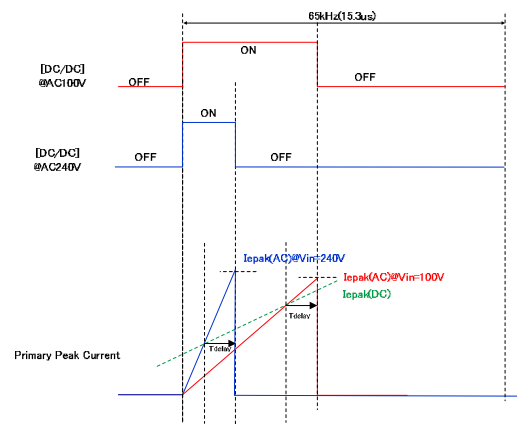 65kHz(15.3us)
ON
[DC/DC]
@AC100V
OFF
OFF
OFF
ON
[DC/DC]
@AC240V
OFF
OFF
Iepak(AC)@Vin=240V
Iepak(AC)@Vin=100V
Iepak(DC)
Tdelay
Tdelay
Primary Peak Current